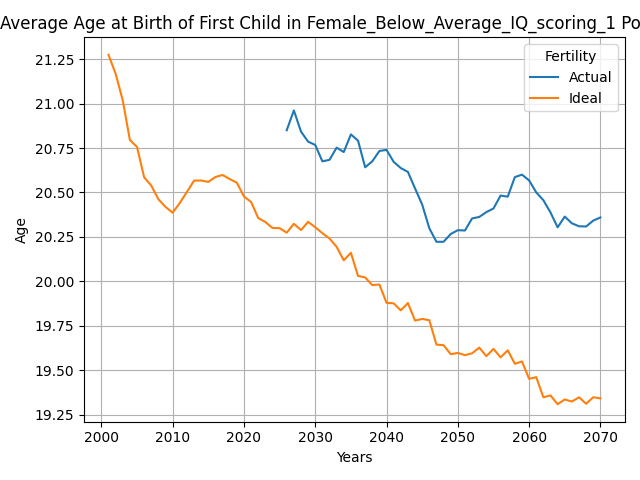 Average Age at Birth of First Child in Female_Below_Average_IQ_scoring_1 Po
Fertility
Actual
Ideal
Age
21.25
21.00
20.75
20.50
20.25
20.00
19.75
19.50
19.25
2000 2010 2020 2030 2040 2050 2060 2070
Years